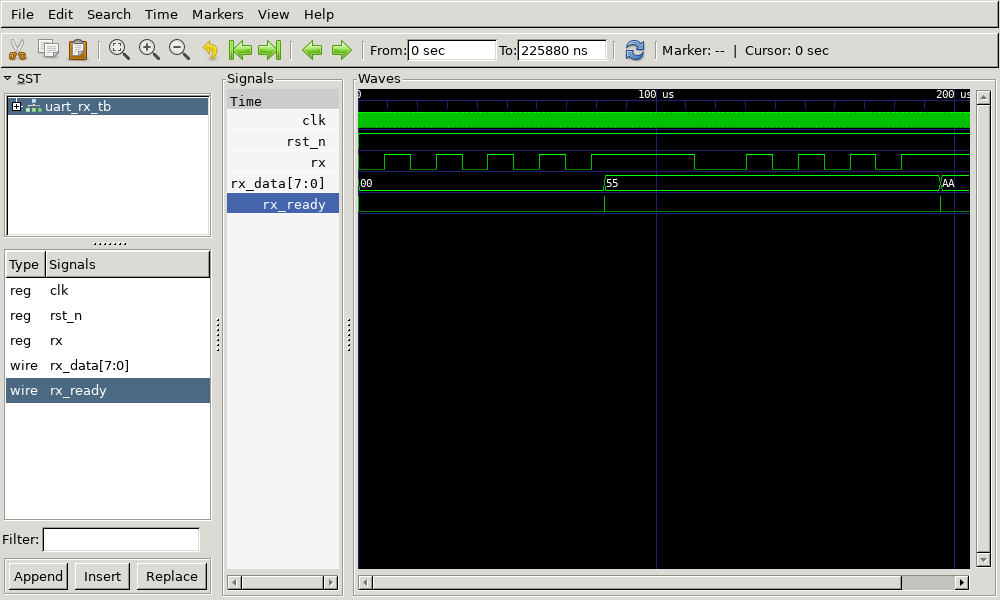 File Edit Search Time Markers View Help
From: 0 sec To: 225880 ns Marker: -- | Cursor: 0 sec
SST
uart_rx_tb
Type Signals
reg clk
reg rst_n
reg rx
wire rx_data[7:0]
wire rx_ready
Filter:
Append Insert Replace
Signals
Time
clk
rst_n
rx
rx_data[7:0]
rx_ready
Waves
0 100 us 200 us
00 55 AA